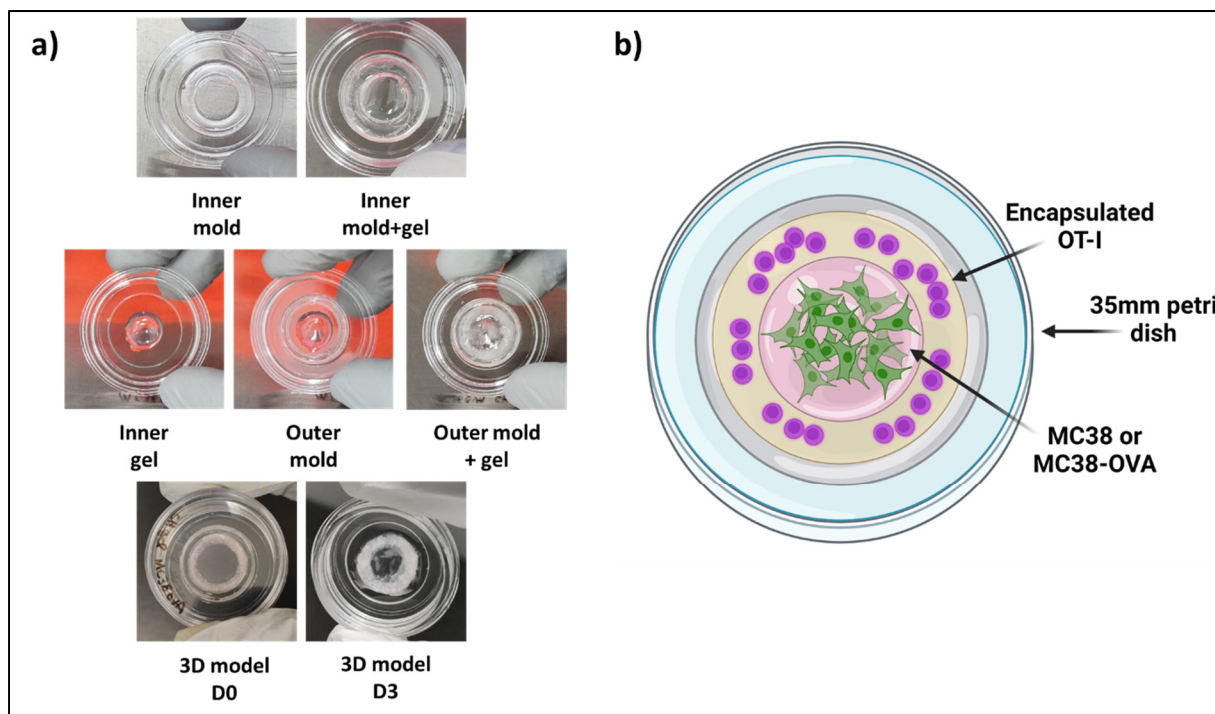 a)
Inner
mold
Inner
mold+gel
Inner
gel
Outer
mold
Outer mold
+ gel
3D model
D0
3D model
D3
b)
Encapsulated
OT-I
35mm petri
dish
MC38 or
MC38-OVA